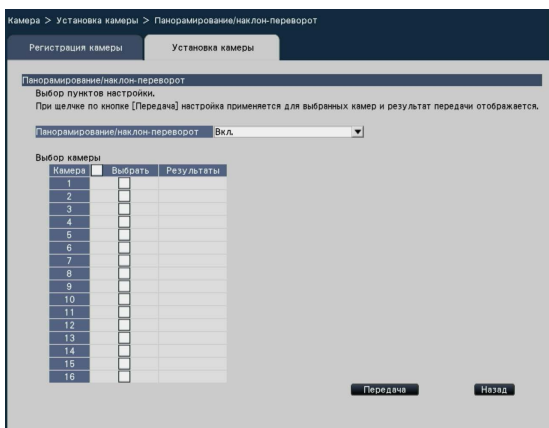 Камера > Установка камеры > Панорамирование/наклон-переворот
Регистрация камеры Установка камеры
Панорамирование/наклон-переворот
Выбор пунктов настройки.
При щелчке по кнопке [Передача] настройка применяется для выбранных камер и результат передачи отображается.
Панорамирование/наклон-переворот Вкл.
Выбор камеры
Камера Выбрать Результаты
1
2
3
4
5
6
7
8
9
10
11
12
13
14
15
16
Передача Назад